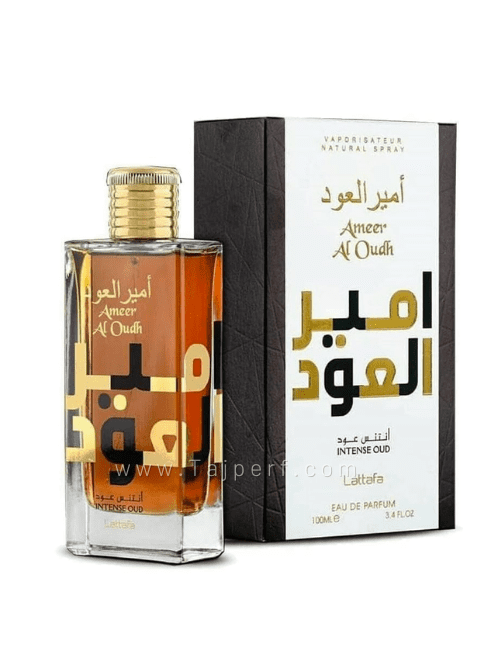 أمير العود
Ameer
Al Oudh
امير
العود
أنتنس عود
INTENSE OUD
Lattafa
VAPORISATEUR
NATURAL SPRAY
أمير العود
Ameer
Al Oudh
امير
العود
أنتنس عود
INTENSE OUD
Lattafa
EAU DE PARFUM
100ML℮ 3.4 FL.OZ
www.Tajperf.com